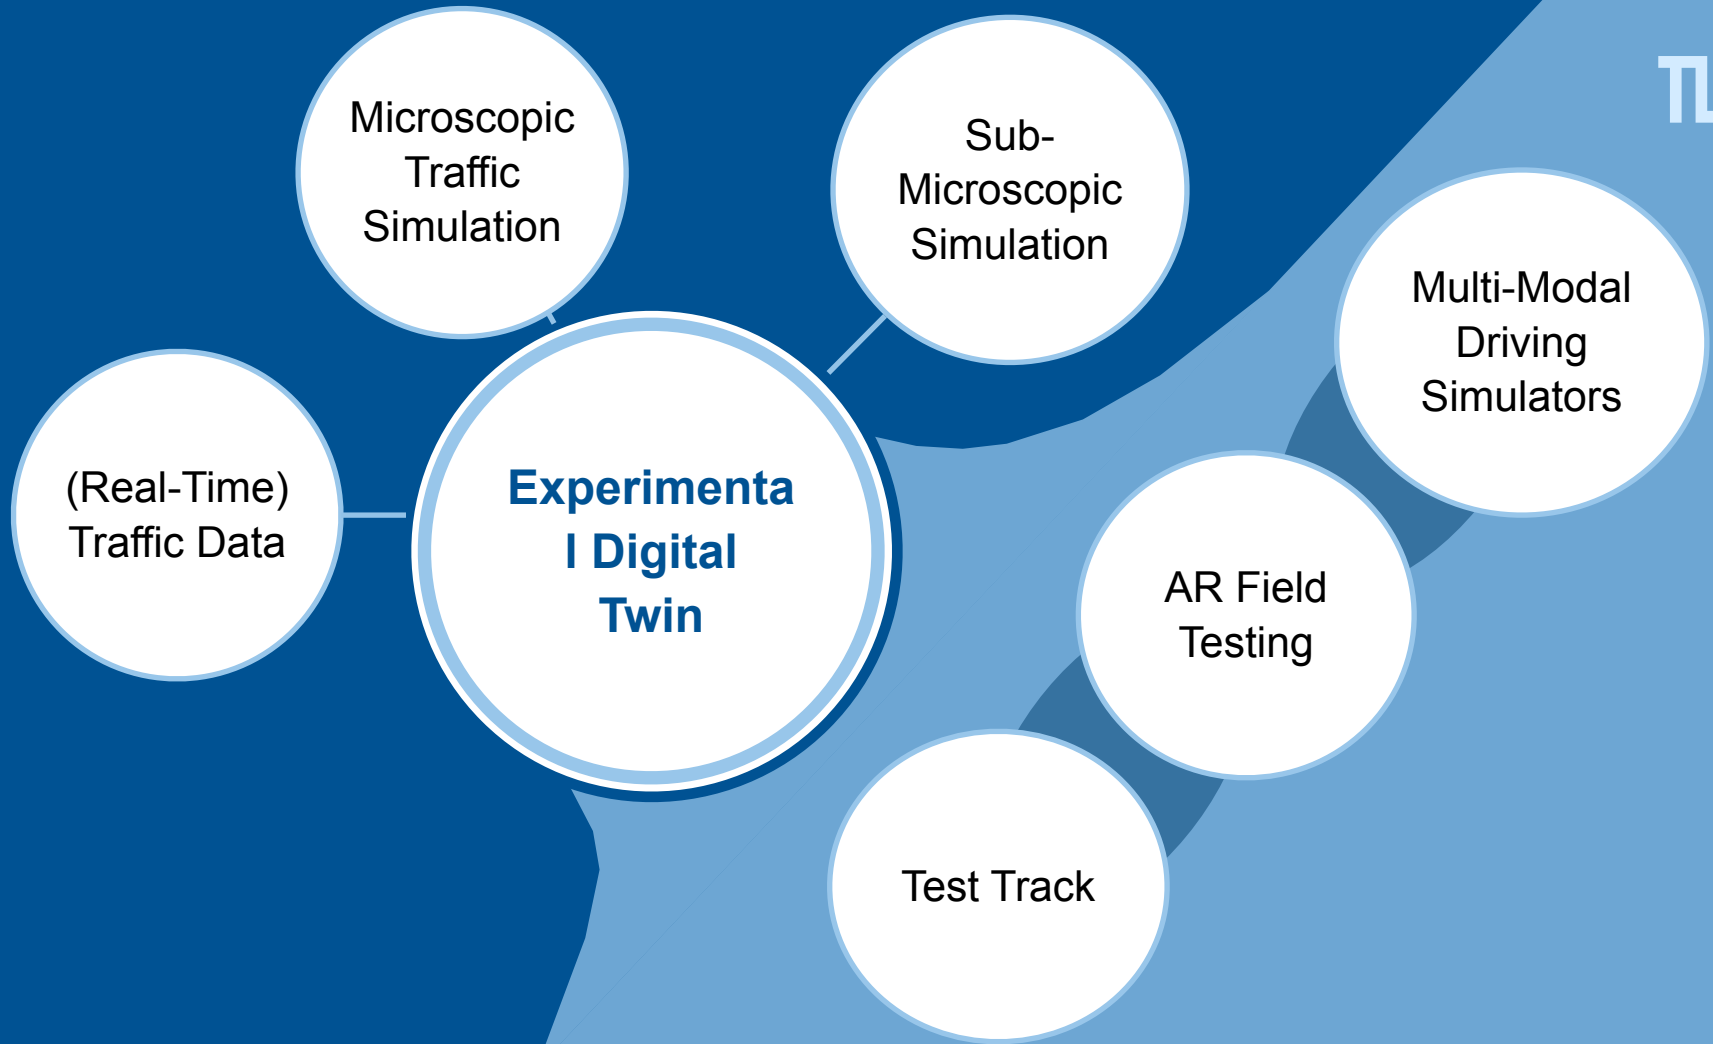 Microscopic
Traffic
Simulation
Sub-
Microscopic
Simulation
Multi-Modal
Driving
Simulators
(Real-Time)
Traffic Data
Experimenta
l Digital
Twin
AR Field
Testing
Test Track